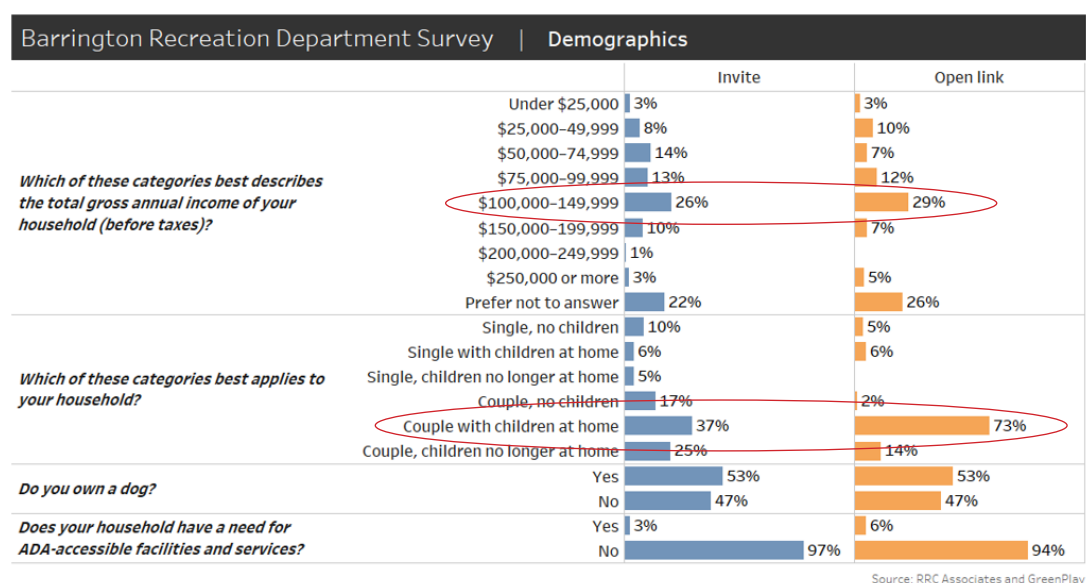 Barrington Recreation Department Survey | Demographics
Invite Open link
Which of these categories best describes
the total gross annual income of your
household (before taxes)?
Under $25,000 3% 3%
$25,000–49,999 8% 10%
$50,000–74,999 14% 7%
$75,000–99,999 13% 12%
$100,000–149,999 26% 29%
$150,000–199,999 10% 7%
$200,000–249,999 1%
$250,000 or more 3% 5%
Prefer not to answer 22% 26%
Which of these categories best applies to
your household?
Single, no children 10% 5%
Single with children at home 6% 6%
Single, children no longer at home 5%
Couple, no children 17% 2%
Couple with children at home 37% 73%
Couple, children no longer at home 25% 14%
Do you own a dog?
Yes 53% 53%
No 47% 47%
Does your household have a need for
ADA-accessible facilities and services?
Yes 3% 6%
No 97% 94%
Source: RRC Associates and GreenPlay